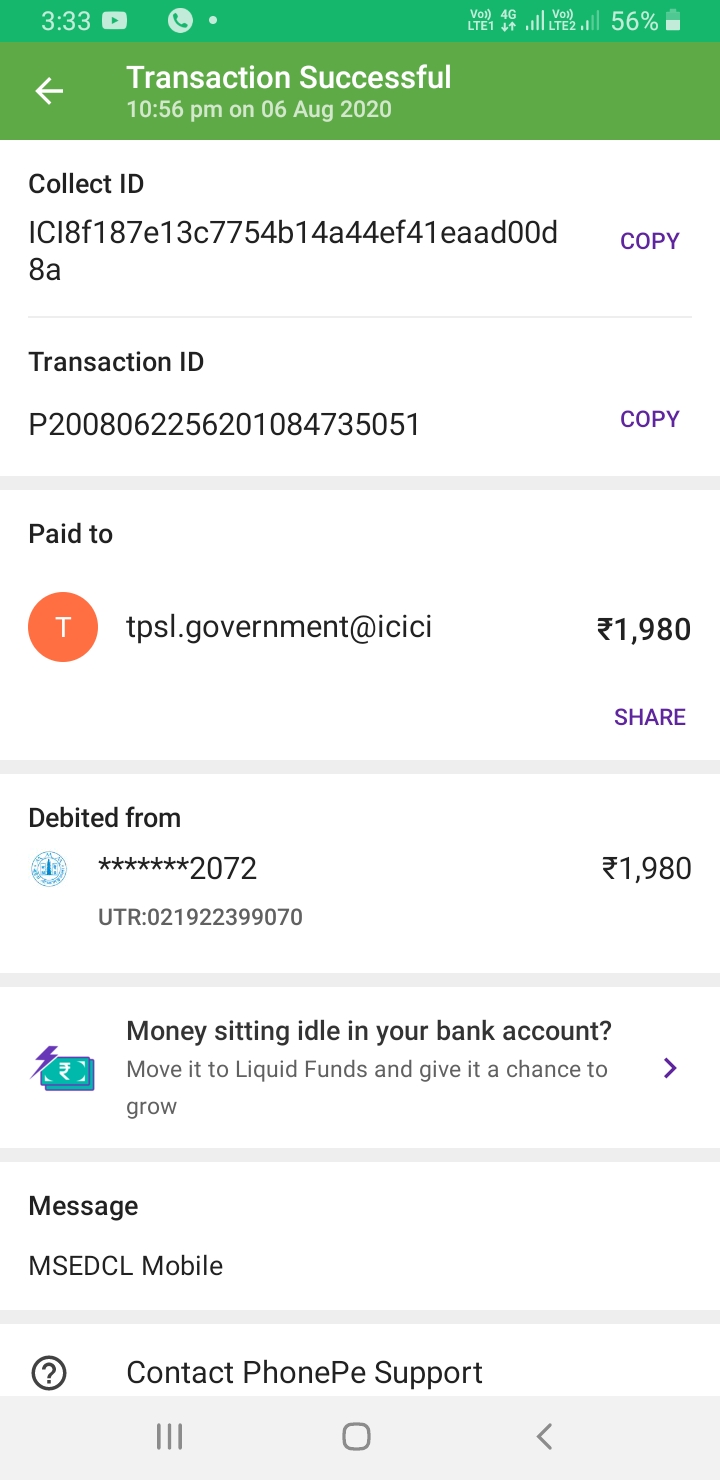 3:33 Vo)) LTE1 4G Vo)) LTE2 56%
Transaction Successful
10:56 pm on 06 Aug 2020
Collect ID
ICI8f187e13c7754b14a44ef41eaad00d
8a
COPY
Transaction ID
P2008062256201084735051
COPY
Paid to
T
tpsl.government@icici
₹1,980
SHARE
Debited from
*******2072
₹1,980
UTR:021922399070
Money sitting idle in your bank account?
Move it to Liquid Funds and give it a chance to
grow
Message
MSEDCL Mobile
Contact PhonePe Support